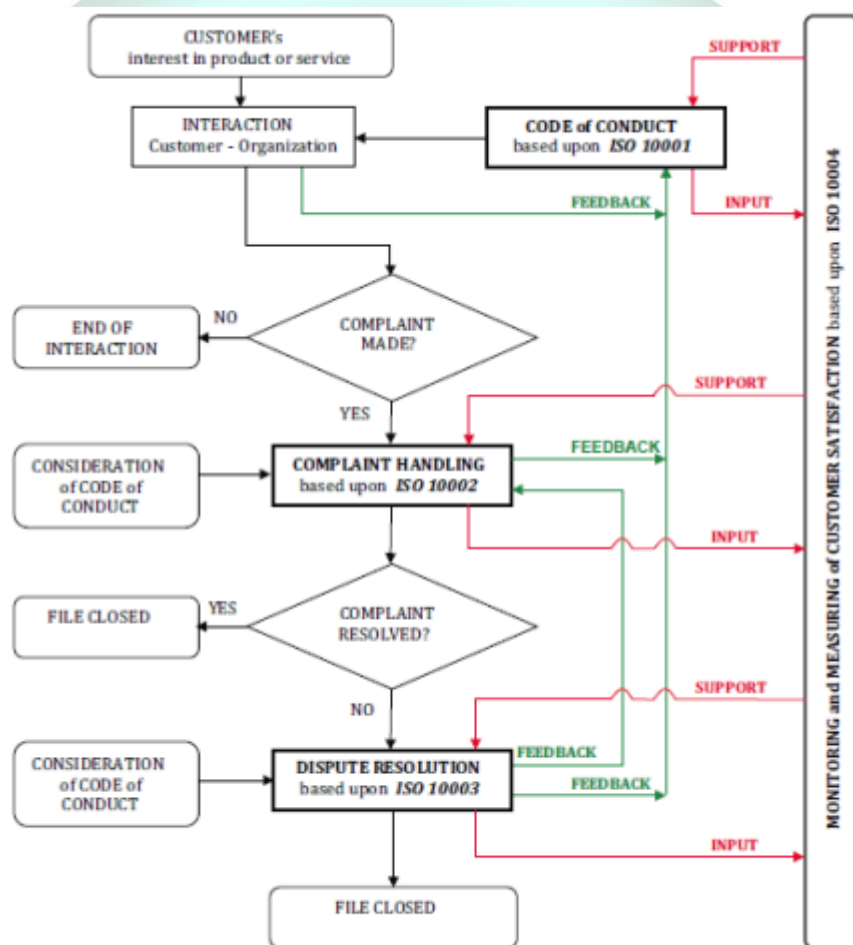 CUSTOMER's
interest in product or service
SUPPORT
INTERACTION
Customer - Organization
CODE of CONDUCT
based upon ISO 10001
FEEDBACK
INPUT
COMPLAINT
MADE?
NO
END OF
INTERACTION
YES
SUPPORT
CONSIDERATION
of CODE of
CONDUCT
COMPLAINT HANDLING
based upon ISO 10002
FEEDBACK
INPUT
FILE CLOSED
YES
COMPLAINT
RESOLVED?
NO
SUPPORT
CONSIDERATION
of CODE of
CONDUCT
DISPUTE RESOLUTION
based upon ISO 10003
FEEDBACK
FEEDBACK
INPUT
FILE CLOSED
MONITORING and MEASURING of CUSTOMER SATISFACTION based upon ISO 10004